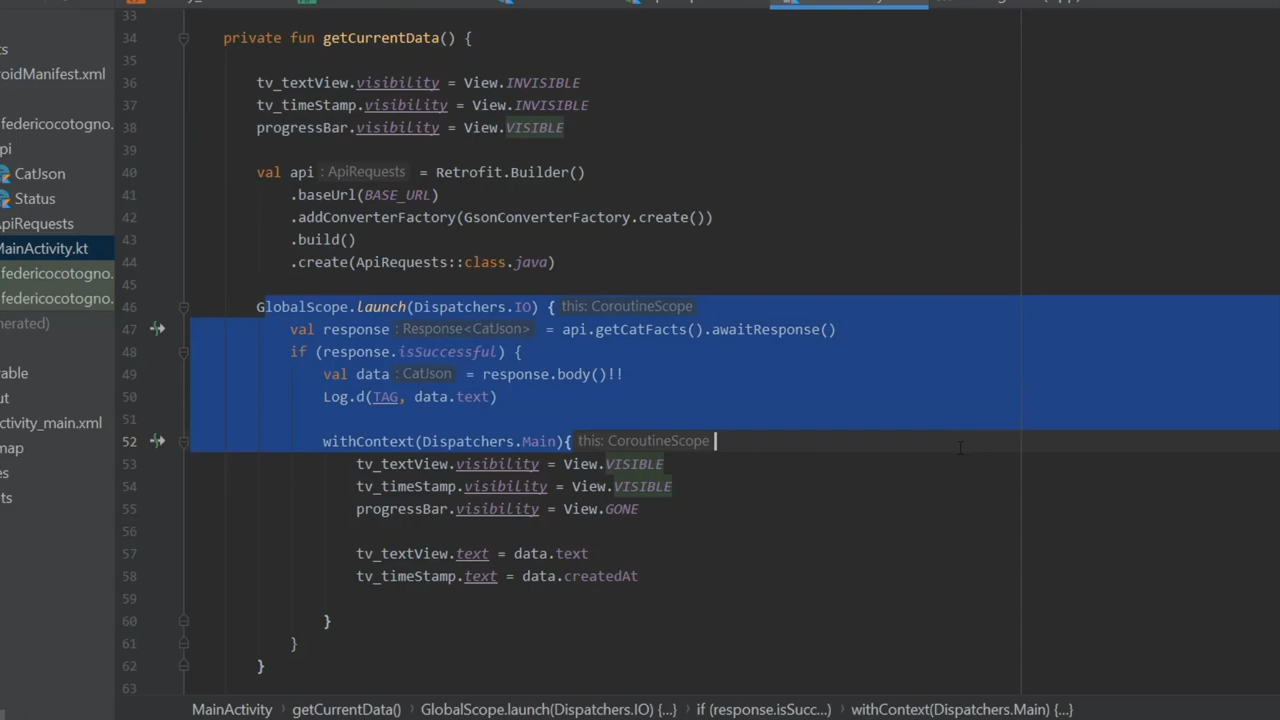 33
34 private fun getCurrentData() {
35
36 tv_textView.visibility = View.INVISIBLE
37 tv_timeStamp.visibility = View.INVISIBLE
38 progressBar.visibility = View.VISIBLE
39
40 val api : ApiRequests = Retrofit.Builder()
41 .baseUrl(BASE_URL)
42 .addConverterFactory(GsonConverterFactory.create())
43 .build()
44 .create(ApiRequests::class.java)
45
46 GlobalScope.launch(Dispatchers.IO) { this: CoroutineScope
47 val response : Response<CatJson> = api.getCatFacts().awaitResponse()
48 if (response.isSuccessful) {
49 val data : CatJson = response.body()!!
50 Log.d(TAG, data.text)
51
52 withContext(Dispatchers.Main){ this: CoroutineScope
53 tv_textView.visibility = View.VISIBLE
54 tv_timeStamp.visibility = View.VISIBLE
55 progressBar.visibility = View.GONE
56
57 tv_textView.text = data.text
58 tv_timeStamp.text = data.createdAt
59
60 }
61 }
62 }
63
ts
roidManifest.xml
federicocotogno.
pi
CatJson
Status
ApiRequests
MainActivity.kt
federicocotogno.
federicocotogno.
nerated)
rable
ut
ctivity_main.xml
map
es
ts
MainActivity › getCurrentData() › GlobalScope.launch(Dispatchers.IO) {...} › if (response.isSucc...) › withContext(Dispatchers.Main) {...}